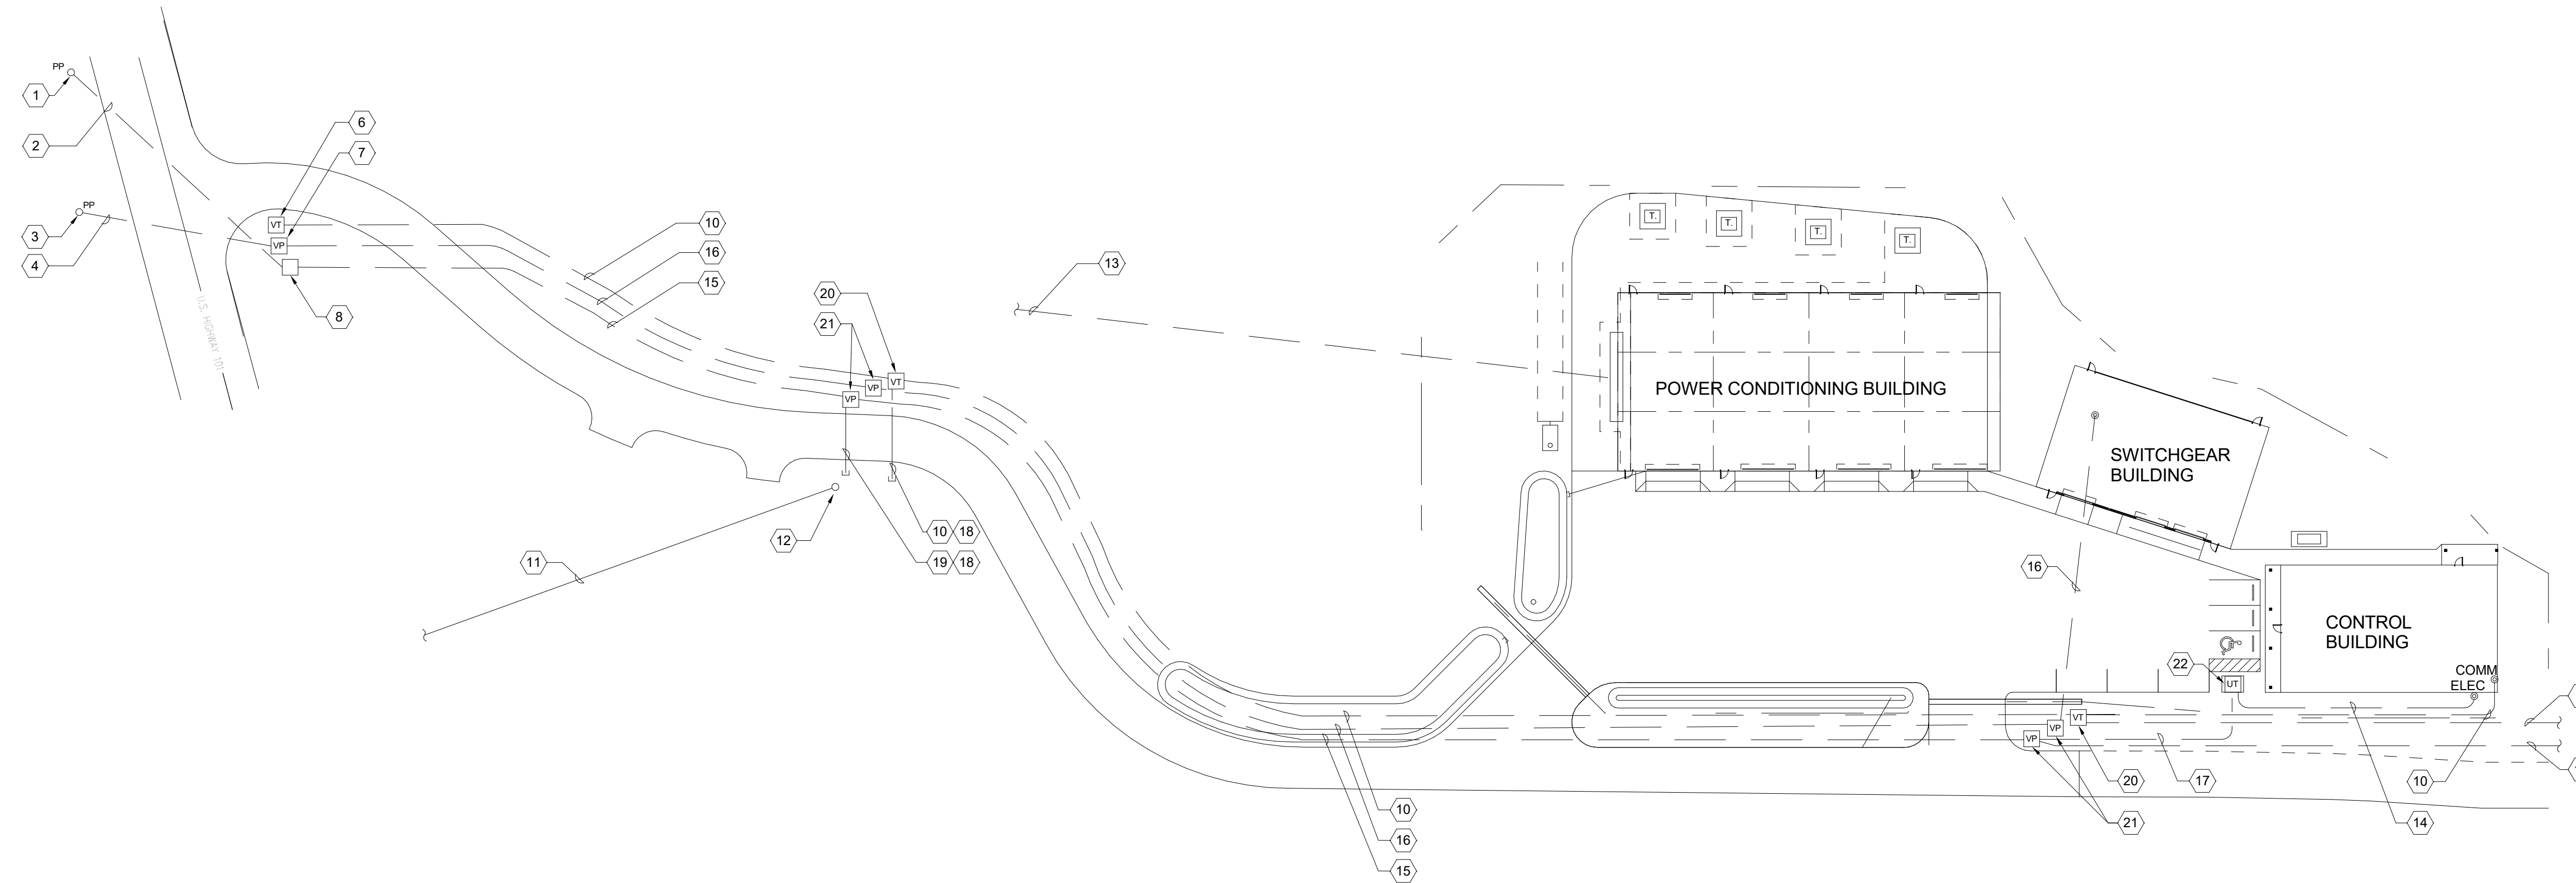 PP
1
2
PP
3
4
6
7
VT
VP
8
U.S. HIGHWAY 101
10
16
15
20
21
VP
VP
VT
13
12
11
10 18
19 18
T.
T.
T.
T.
POWER CONDITIONING BUILDING
SWITCHGEAR
BUILDING
16
CONTROL
BUILDING
22
UT
COMM
ELEC
VT
VP
VP
20
17
21
10
14
10
16
15